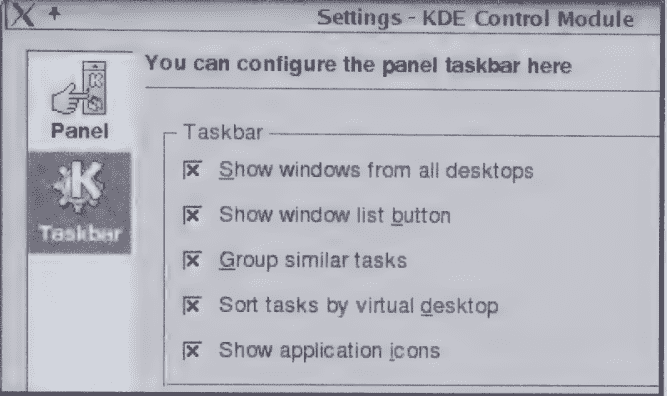 Settings - KDE Control Module
You can configure the panel taskbar here
Panel
Taskbar
Taskbar
Show windows from all desktops
Show window list button
Group similar tasks
Sort tasks by virtual desktop
Show application icons